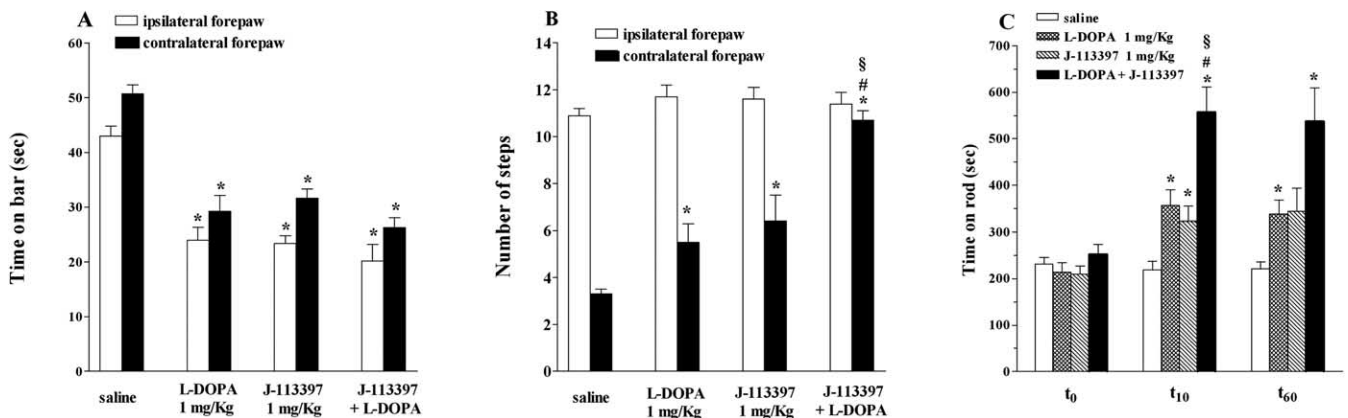 A
ipsilateral forepaw
contralateral forepaw
Time on bar (sec)
60
50
40
30
20
10
0
saline
L-DOPA
1 mg/Kg
J-113397
1 mg/Kg
J-113397
+ L-DOPA
* * * * * *
B
ipsilateral forepaw
contralateral forepaw
Number of steps
14
12
10
8
6
4
2
0
§
#
*
* *
saline
L-DOPA
1 mg/Kg
J-113397
1 mg/Kg
J-113397
+ L-DOPA
C
saline
L-DOPA 1 mg/Kg
J-113397 1 mg/Kg
L-DOPA + J-113397
Time on rod (sec)
700
600
500
400
300
200
100
0
§
#
*
* *
*
*
t0
t10
t60